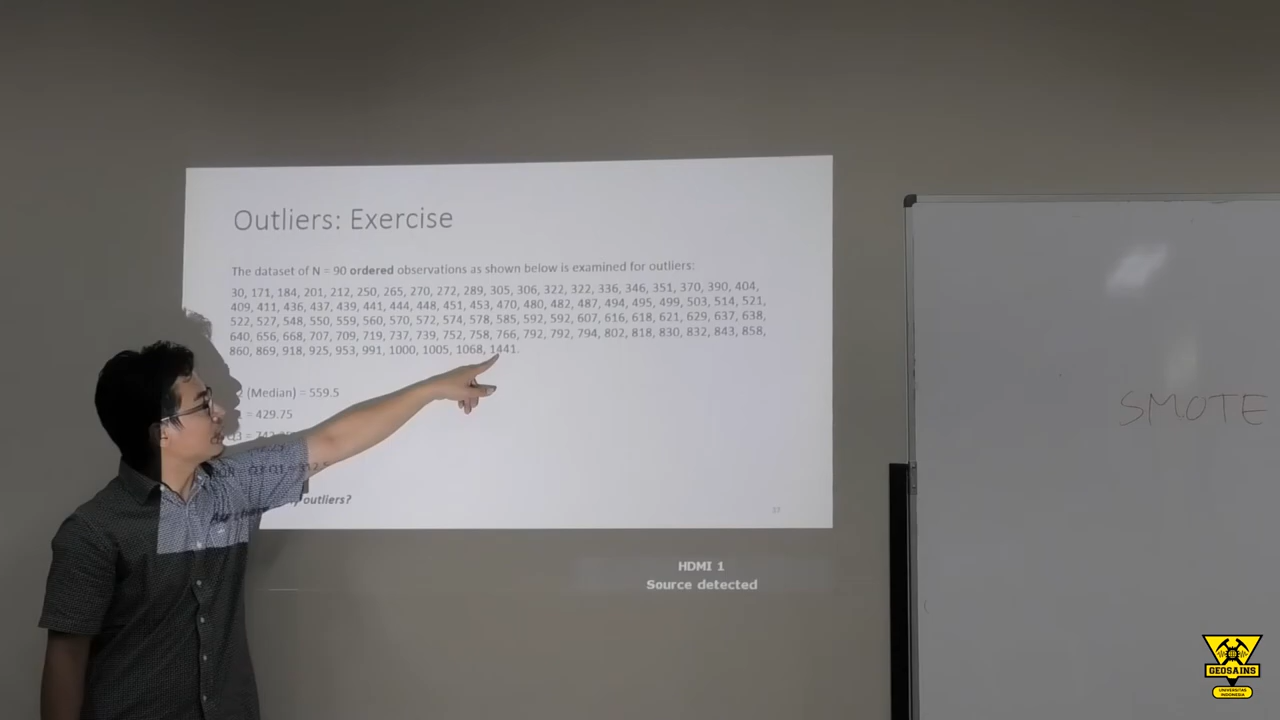 Outliers: Exercise
The dataset of N = 90 ordered observations as shown below is examined for outliers:
30, 171, 184, 201, 212, 250, 265, 270, 272, 289, 305, 306, 322, 322, 336, 346, 351, 370, 390, 404,
409, 411, 436, 437, 439, 441, 444, 448, 451, 453, 470, 480, 482, 487, 494, 495, 499, 503, 514, 521,
522, 527, 548, 550, 559, 560, 570, 572, 574, 578, 585, 592, 592, 607, 616, 618, 621, 629, 637, 638,
640, 656, 668, 707, 709, 719, 737, 739, 752, 758, 766, 792, 792, 794, 802, 818, 830, 832, 843, 858,
860, 869, 918, 925, 953, 991, 1000, 1005, 1068, 1441.
(Median) = 559.5
= 429.75
Q3 =
Q3-Q1 =
outliers?
37
HDMI 1
Source detected
SMOTE
GEOSAINS
UNIVERSITAS
INDONESIA